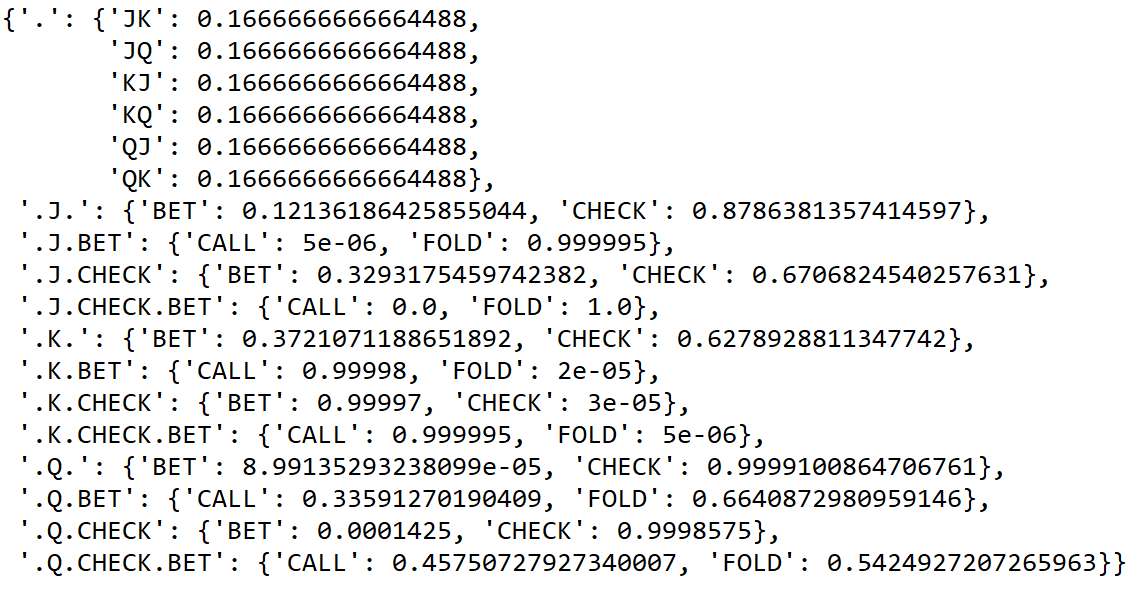 {'.': {'JK': 0.1666666666664488,
'JQ': 0.1666666666664488,
'KJ': 0.1666666666664488,
'KQ': 0.1666666666664488,
'QJ': 0.1666666666664488,
'QK': 0.1666666666664488},
'.J.': {'BET': 0.12136186425855044, 'CHECK': 0.8786381357414597},
'.J.BET': {'CALL': 5e-06, 'FOLD': 0.999995},
'.J.CHECK': {'BET': 0.3293175459742382, 'CHECK': 0.6706824540257631},
'.J.CHECK.BET': {'CALL': 0.0, 'FOLD': 1.0},
'.K.': {'BET': 0.3721071188651892, 'CHECK': 0.6278928811347742},
'.K.BET': {'CALL': 0.99998, 'FOLD': 2e-05},
'.K.CHECK': {'BET': 0.99997, 'CHECK': 3e-05},
'.K.CHECK.BET': {'CALL': 0.999995, 'FOLD': 5e-06},
'.Q.': {'BET': 8.99135293238099e-05, 'CHECK': 0.9999100864706761},
'.Q.BET': {'CALL': 0.33591270190409, 'FOLD': 0.6640872980959146},
'.Q.CHECK': {'BET': 0.0001425, 'CHECK': 0.9998575},
'.Q.CHECK.BET': {'CALL': 0.45750727927340007, 'FOLD': 0.5424927207265963}}